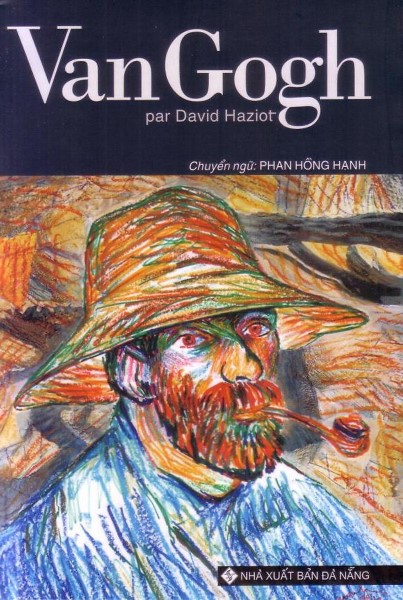 Van Gogh
par David Haziot
Chuyển ngữ: PHAN HỒNG HẠNH
NHÀ XUẤT BẢN ĐÀ NẴNG